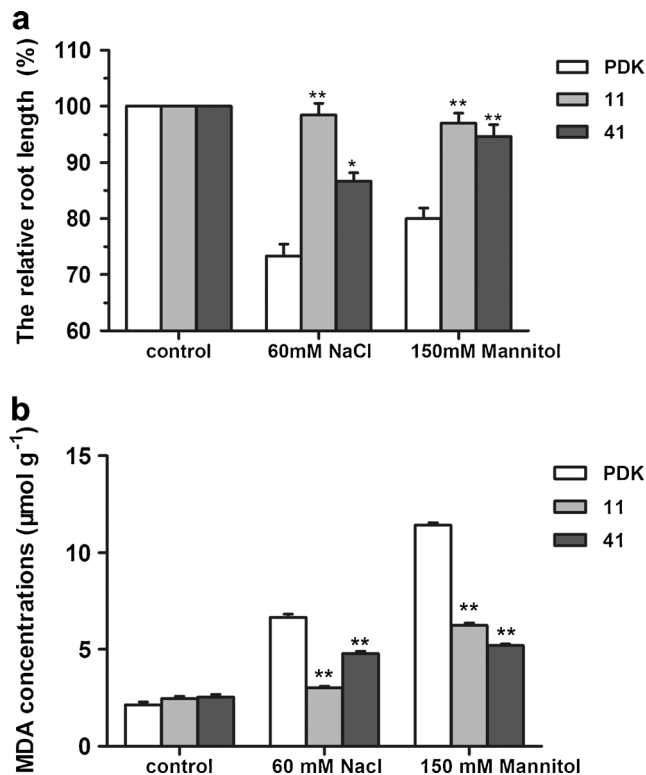 a
The relative root length (%)
110
100
90
80
70
60
**
*
**
**
control
60mM NaCl
150mM Mannitol
PDK
11
41
b
MDA concentrations (µmol g⁻¹)
15
10
5
0
**
**
**
**
control
60 mM Nacl
150 mM Mannitol
PDK
11
41